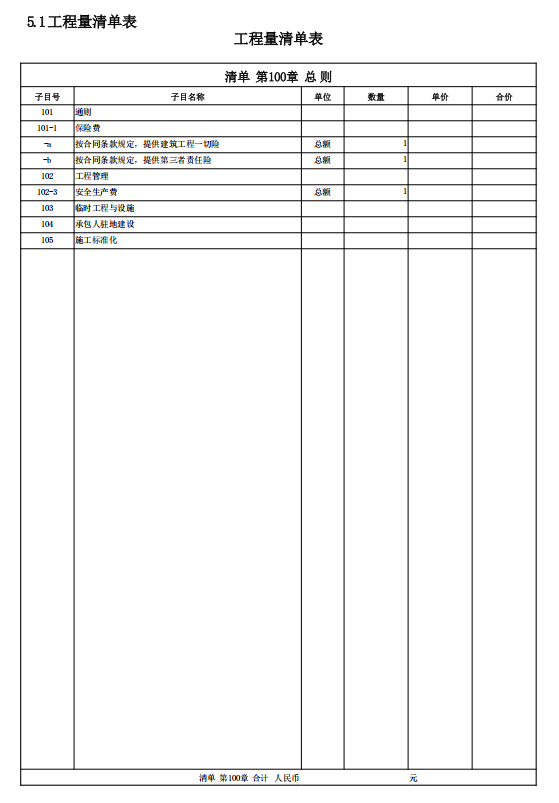 5.1工程量清单表
工程量清单表
清单 第100章 总 则
子目号 子目名称 单位 数量 单价 合价
101 通则
101-1 保险费
-a 按合同条款规定，提供建筑工程一切险 总额 1
-b 按合同条款规定，提供第三者责任险 总额 1
102 工程管理
102-3 安全生产费 总额 1
103 临时工程与设施
104 承包人驻地建设
105 施工标准化
清单 第100章 合计 人民币 元